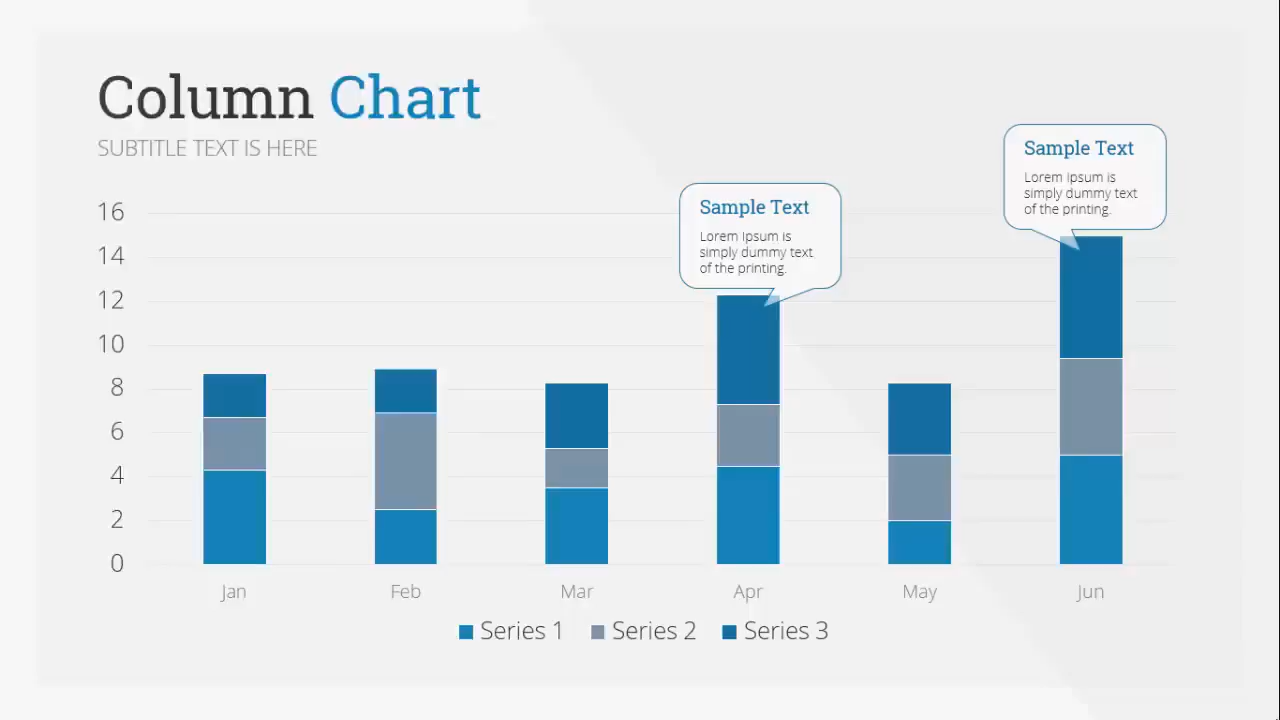 Column Chart
SUBTITLE TEXT IS HERE
Sample Text
Lorem Ipsum is
simply dummy text
of the printing.
Sample Text
Lorem Ipsum is
simply dummy text
of the printing.
16
14
12
10
8
6
4
2
0
Jan Feb Mar Apr May Jun
Series 1 Series 2 Series 3